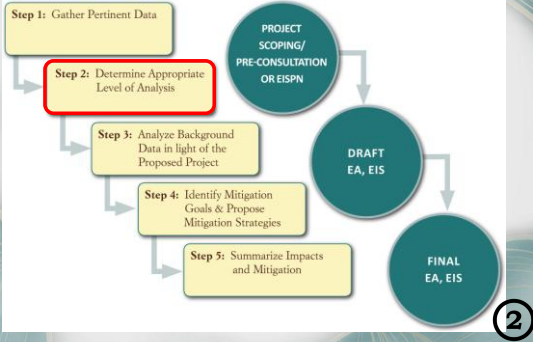 Step 1: Gather Pertinent Data
Step 2: Determine Appropriate
Level of Analysis
Step 3: Analyze Background
Data in light of the
Proposed Project
Step 4: Identify Mitigation
Goals & Propose
Mitigation Strategies
Step 5: Summarize Impacts
and Mitigation
PROJECT
SCOPING/
PRE-CONSULTATION
OR EISPN
DRAFT
EA, EIS
FINAL
EA, EIS
2